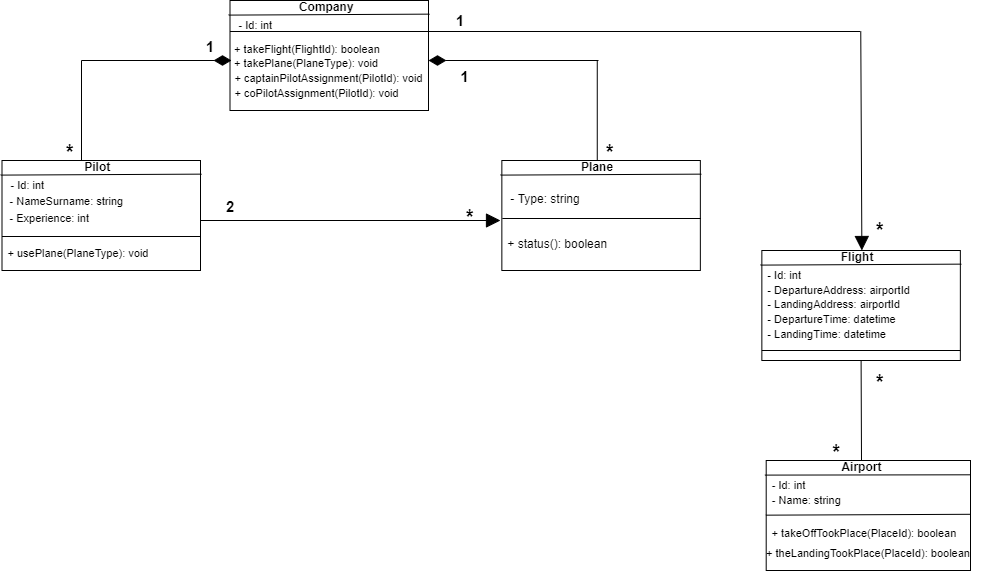 Company
- Id: int
+ takeFlight(FlightId): boolean
+ takePlane(PlaneType): void
+ captainPilotAssignment(PilotId): void
+ coPilotAssignment(PilotId): void
1
1
1
*
*
*
Pilot
- Id: int
- NameSurname: string
- Experience: int
+ usePlane(PlaneType): void
2
*
Plane
- Type: string
+ status(): boolean
Flight
- Id: int
- DepartureAddress: airportId
- LandingAddress: airportId
- DepartureTime: datetime
- LandingTime: datetime
*
*
Airport
- Id: int
- Name: string
+ takeOffTookPlace(PlaceId): boolean
+ theLandingTookPlace(PlaceId): boolean